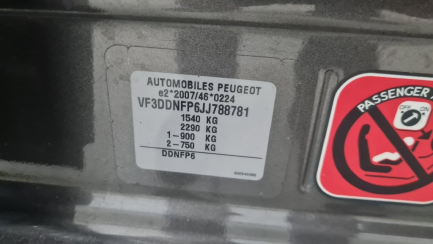 AUTOMOBILES PEUGEOT
e2*2007/46*0224
VF3DDNFP6JJ788781
1540 KG
2290 KG
1-900 KG
2-750 KG
DDNFP6
PASSENGER
OFF ON